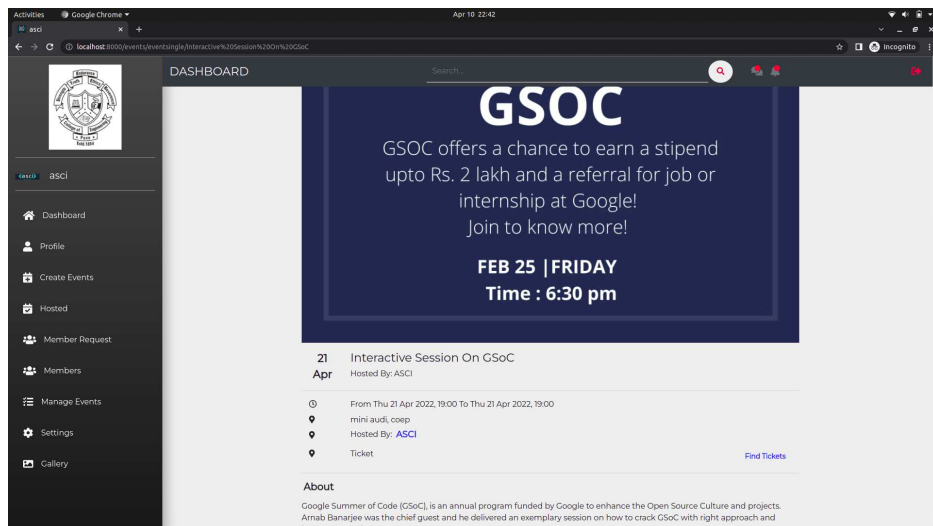 Activities Google Chrome Apr 10 22:42
asci
localhost:8000/events/eventsingle/Interactive%20Session%20On%20GSoC
Incognito
DASHBOARD
Search...
asci
Dashboard
Profile
Create Events
Hosted
Member Request
Members
Manage Events
Settings
Gallery
GSOC
GSOC offers a chance to earn a stipend
upto Rs. 2 lakh and a referral for job or
internship at Google!
Join to know more!
FEB 25 |FRIDAY
Time : 6:30 pm
21 Interactive Session On GSoC
Apr Hosted By: ASCI
From Thu 21 Apr 2022, 19:00 To Thu 21 Apr 2022, 19:00
mini audi, coep
Hosted By: ASCI
Ticket Find Tickets
About
Google Summer of Code (GSoC), is an annual program funded by Google to enhance the Open Source Culture and projects.
Arnab Banarjee was the chief guest and he delivered an exemplary session on how to crack GSoC with right approach and